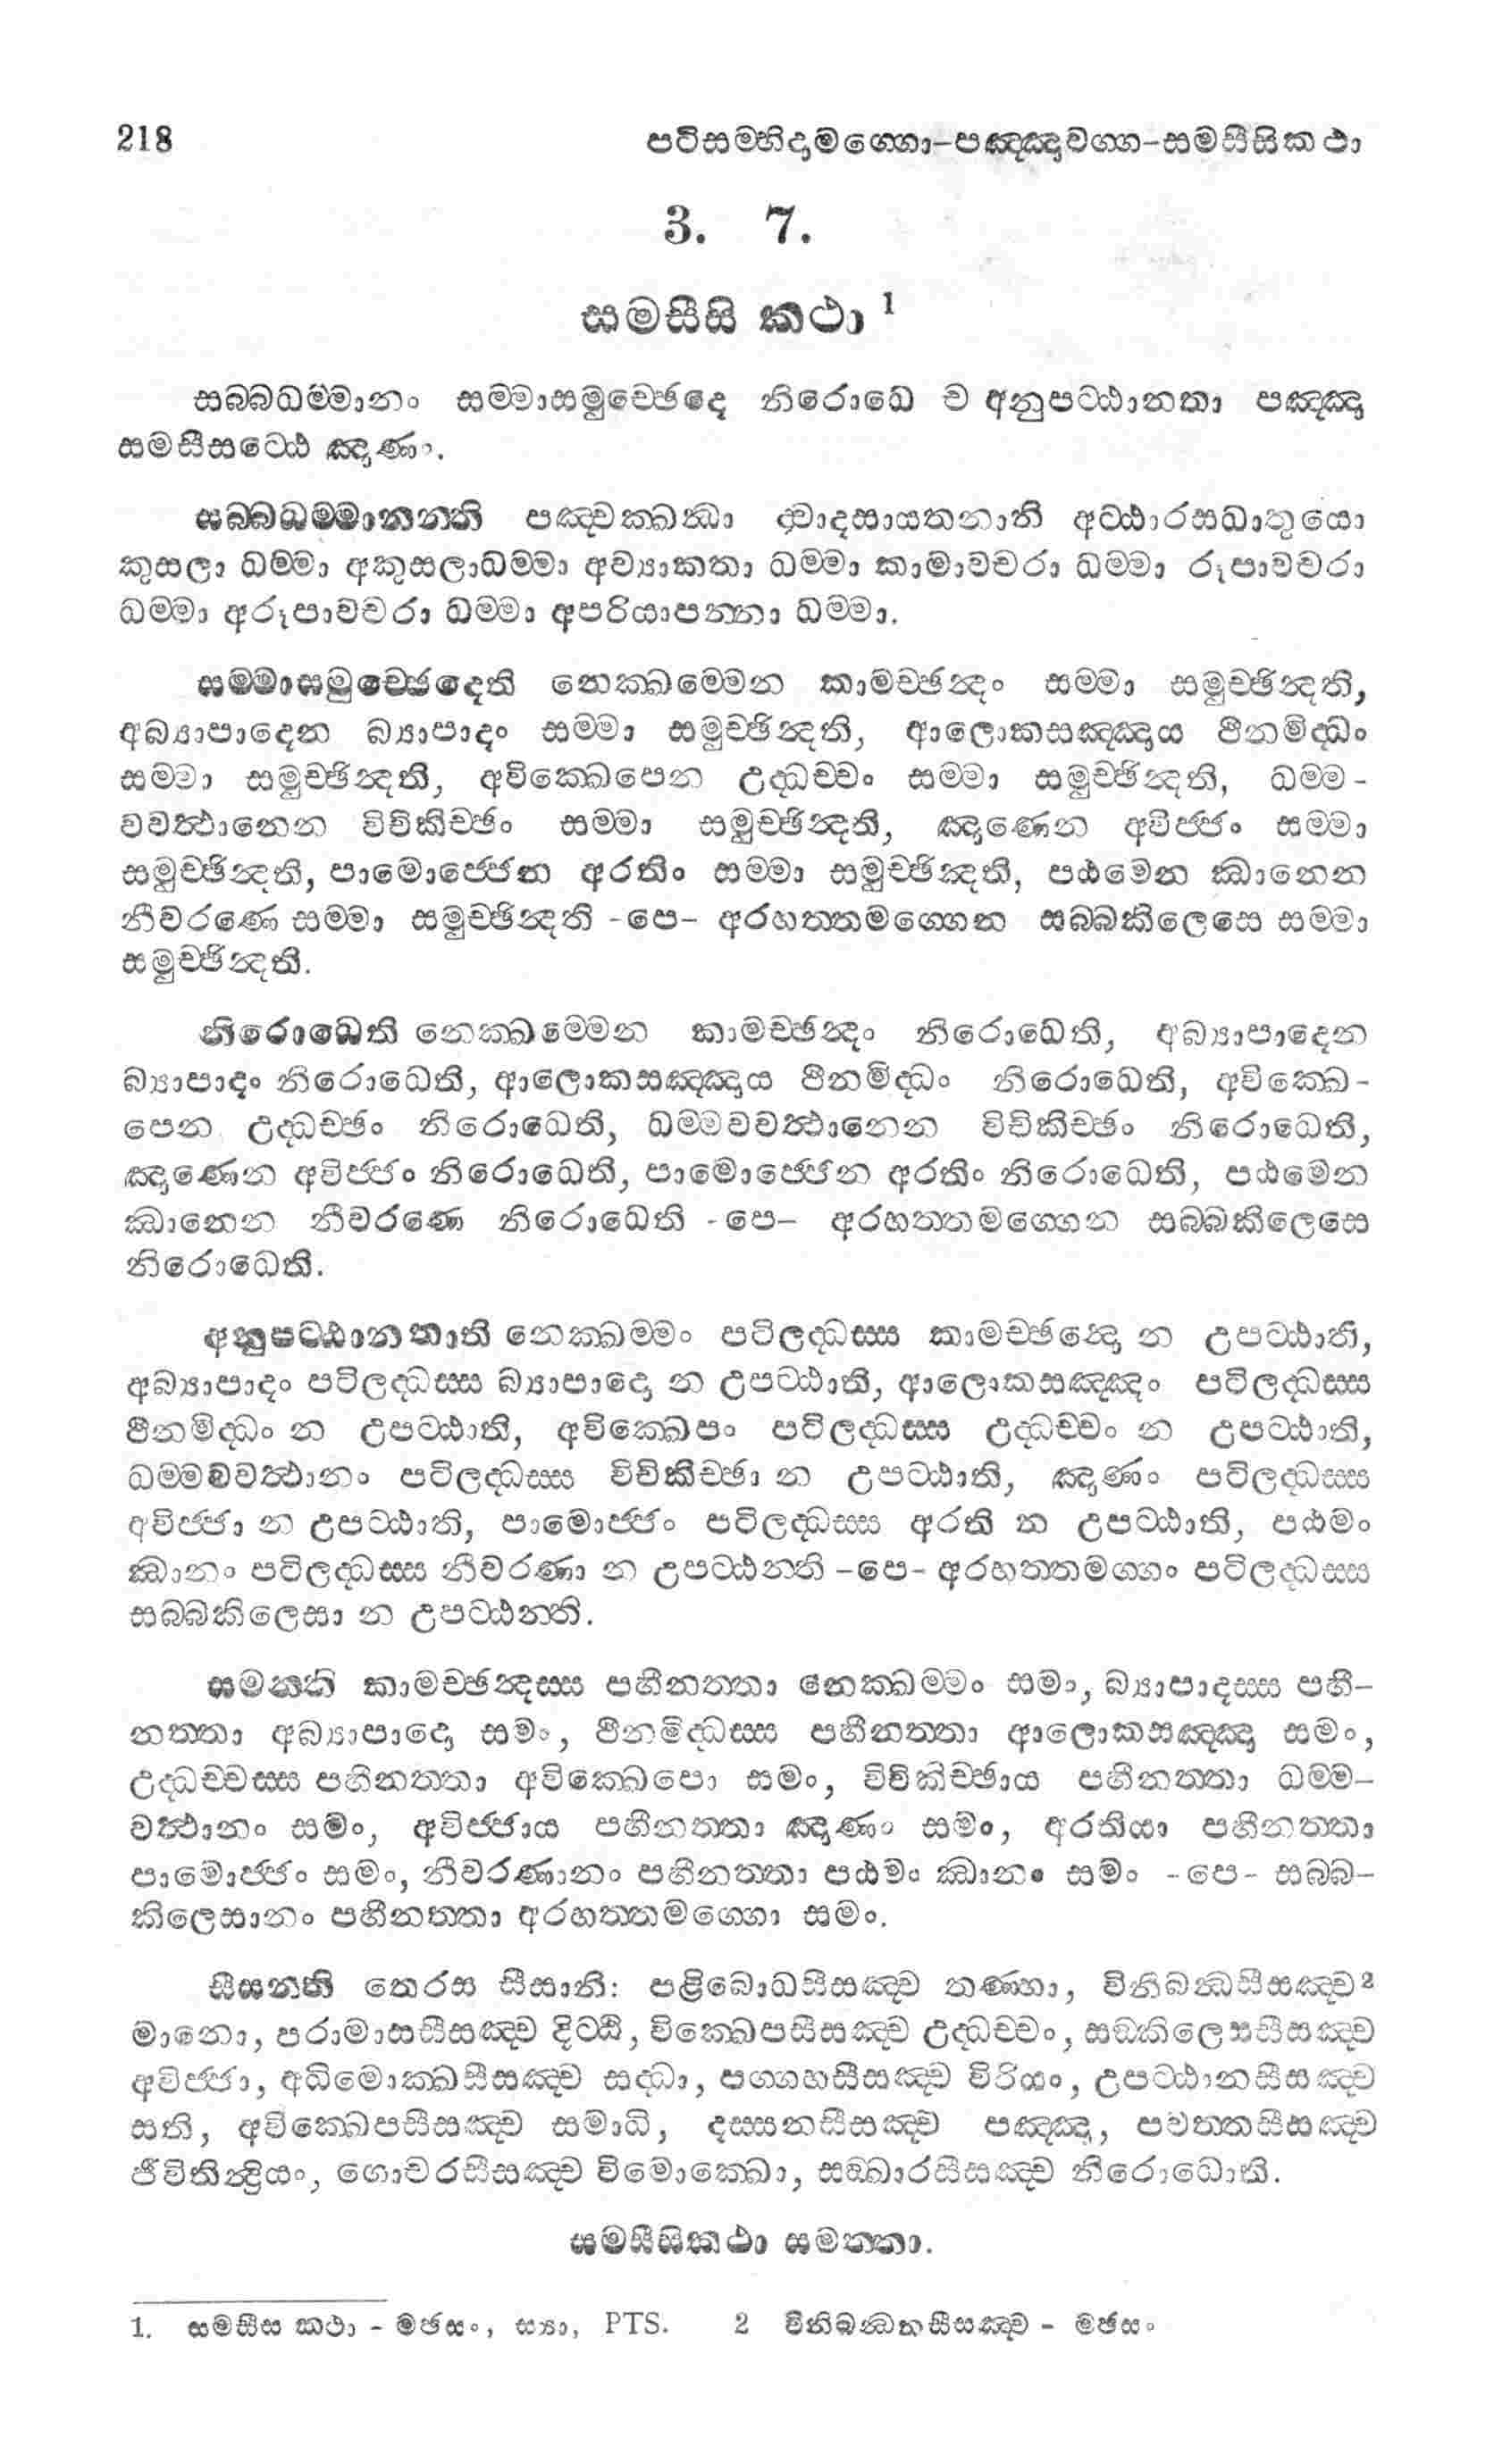 218 පටිසම්භිදාමග්ගො-පඤ්ඤාවග්ග-සමසීසිකථා
3. 7.
සමසීසි කථා 1
සබ්බධම්මානං සම්මාසමුච්ඡෙදෙ නිරොධෙ ච අනුපට්ඨානතා පඤ්ඤා
සමසීසට්ඨෙ ඤාණං.
සබ්බධම්මානන්ති පඤ්චක්ඛන්ධා ද්වාදසායතනානි අට්ඨාරසධාතුයො
කුසලා ධම්මා අකුසලාධම්මා අව්‍යාකතා ධම්මා කාමාවචරා ධම්මා රූපාවචරා
ධම්මා අරූපාවචරා ධම්මා අපරියාපන්නා ධම්මා.
සම්මාසමුච්ඡෙදෙති නෙක්ඛම්මෙන කාමච්ඡන්දං සම්මා සමුච්ඡින්දති,
අබ්‍යාපාදෙන බ්‍යාපාදං සම්මා සමුච්ඡින්දති, ආලොකසඤ්ඤාය ථීනමිද්ධං
සම්මා සමුච්ඡින්දති, අවික්ඛෙපෙන උද්ධච්චං සම්මා සමුච්ඡින්දති, ධම්ම-
වවත්ථානෙන විචිකිච්ඡං සම්මා සමුච්ඡින්දති, ඤාණෙන අවිජ්ජං සම්මා
සමුච්ඡින්දති, පාමොජ්ජෙන අරතිං සම්මා සමුච්ඡින්දති, පඨමෙන ඣානෙන
නීවරණෙ සම්මා සමුච්ඡින්දති -පෙ- අරහත්තමග්ගෙන සබ්බකිලෙසෙ සම්මා
සමුච්ඡින්දති.
නිරොධෙති නෙක්ඛම්මෙන කාමච්ඡන්දං නිරොධෙති, අබ්‍යාපාදෙන
බ්‍යාපාදං නිරොධෙති, ආලොකසඤ්ඤාය ථීනමිද්ධං නිරොධෙති, අවික්ඛෙ-
පෙන උද්ධච්ඡං නිරොධෙති, ධම්මවවත්ථානෙන විචිකිච්ඡං නිරොධෙති,
ඤාණෙන අවිජ්ජං නිරොධෙති, පාමොජ්ජෙන අරතිං නිරොධෙති, පඨමෙන
ඣානෙන නීවරණෙ නිරොධෙති -පෙ- අරහත්තමග්ගෙන සබ්බකිලෙසෙ
නිරොධෙති.
අනුපට්ඨානතාති නෙක්ඛම්මං පටිලද්ධස්ස කාමච්ඡන්දො න උපට්ඨාති,
අබ්‍යාපාදං පටිලද්ධස්ස බ්‍යාපාදො න උපට්ඨාති, ආලොකසඤ්ඤං පටිලද්ධස්ස
ථීනමිද්ධං න උපට්ඨාති, අවික්ඛෙපං පටිලද්ධස්ස උද්ධච්චං න උපට්ඨාති,
ධම්මවවත්ථානං පටිලද්ධස්ස විචිකිච්ඡා න උපට්ඨාති, ඤාණං පටිලද්ධස්ස
අවිජ්ජා න උපට්ඨාති, පාමොජ්ජං පටිලද්ධස්ස අරති න උපට්ඨාති, පඨමං
ඣානං පටිලද්ධස්ස නීවරණා න උපට්ඨන්ති -පෙ- අරහත්තමග්ගං පටිලද්ධස්ස
සබ්බකිලෙසා න උපට්ඨන්ති.
සමන්ති කාමච්ඡන්දස්ස පහීනත්තා නෙක්ඛම්මං සමං, බ්‍යාපාදස්ස පහී-
නත්තා අබ්‍යාපාදො සමං, ථීනමිද්ධස්ස පහීනත්තා ආලොකසඤ්ඤා සමං,
උද්ධච්චස්ස පහීනත්තා අවික්ඛෙපො සමං, විචිකිච්ඡාය පහීනත්තා ධම්ම-
වත්ථානං සමං, අවිජ්ජාය පහීනත්තා ඤාණං සමං, අරතියා පහීනත්තා
පාමොජ්ජං සමං, නීවරණානං පහීනත්තා පඨමං ඣානං සමං -පෙ- සබ්බ-
කිලෙසානං පහීනත්තා අරහත්තමග්ගො සමං.
සීසන්ති තෙරස සීසානි: පළිබොධසීසඤ්ච තණ්හා, විනිබන්ධසීසඤ්ච2
මානො, පරාමාසසීසඤ්ච දිට්ඨි, වික්ඛෙපසීසඤ්ච උද්ධච්චං, සඞ්කිලෙසසීසඤ්ච
අවිජ්ජා, අධිමොක්ඛසීසඤ්ච සද්ධා, පග්ගහසීසඤ්ච විරියං, උපට්ඨානසීසඤ්ච
සති, අවික්ඛෙපසීසඤ්ච සමාධි, දස්සනසීසඤ්ච පඤ්ඤා, පවත්තසීසඤ්ච
ජීවිතින්ද්‍රියං, ගොචරසීසඤ්ච විමොක්ඛො, සඞ්ඛාරසීසඤ්ච නිරොධොති.
සමසීසිකථා සමත්තා.
1. සමසීස කථා - මඡසං, ස්‍යා, PTS. 2 විනිබන්ධනසීසඤ්ච - මඡසං